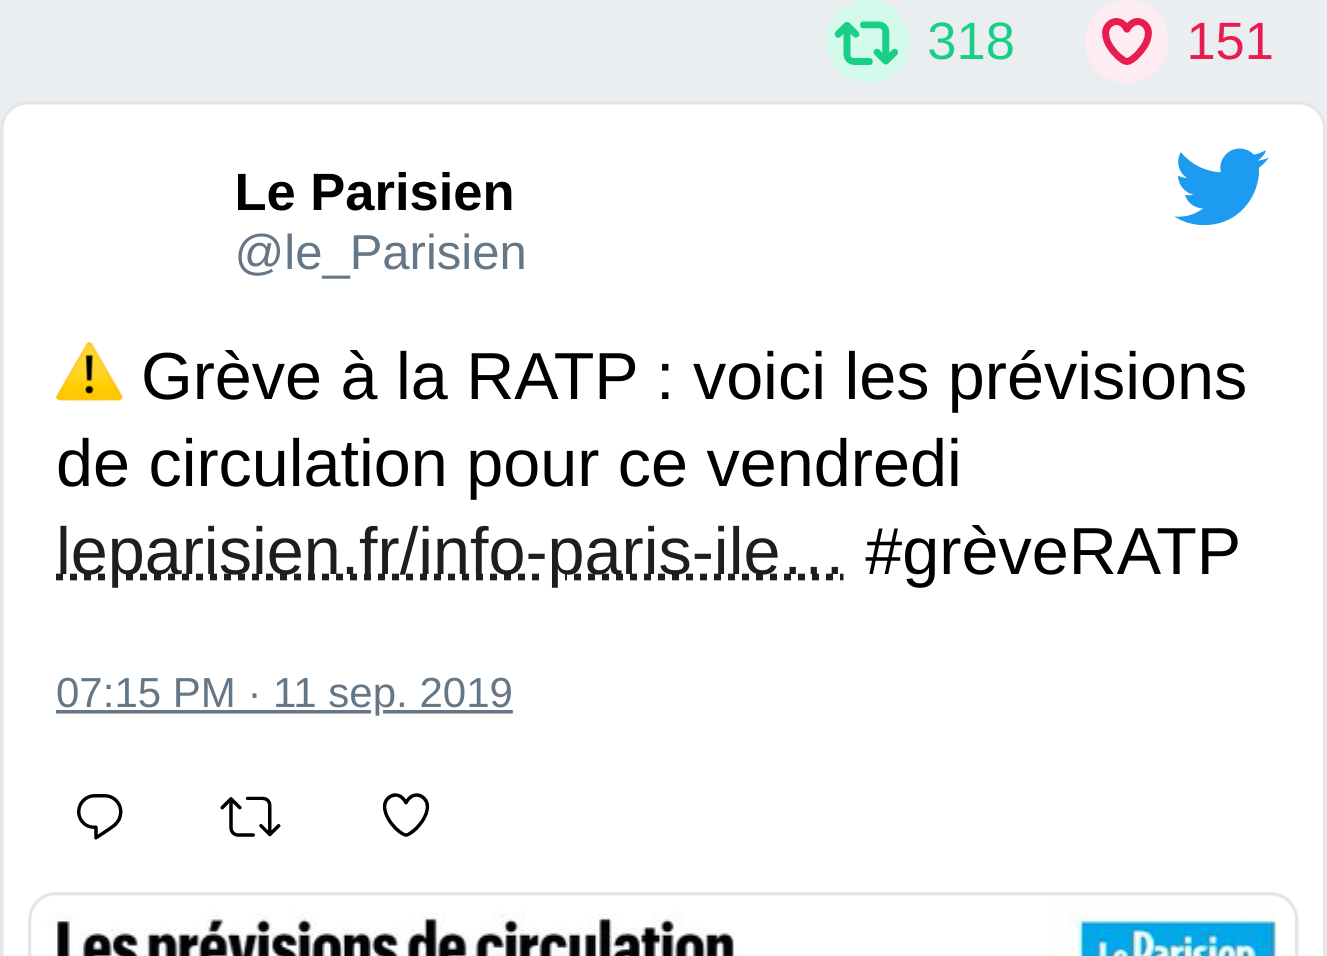 318 151
Le Parisien
@le_Parisien
⚠️ Grève à la RATP : voici les prévisions
de circulation pour ce vendredi
leparisien.fr/info-paris-ile… #grèveRATP
07:15 PM · 11 sep. 2019
Les prévisions de circulation
Le Parisien